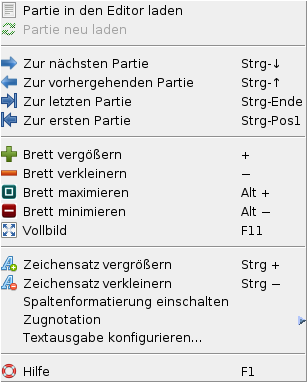 Partie in den Editor laden
Partie neu laden
Zur nächsten Partie Strg-↓
Zur vorhergehenden Partie Strg-↑
Zur letzten Partie Strg-Ende
Zur ersten Partie Strg-Pos1
Brett vergößern +
Brett verkleinern −
Brett maximieren Alt +
Brett minimieren Alt −
Vollbild F11
Zeichensatz vergrößern Strg +
Zeichensatz verkleinern Strg −
Spaltenformatierung einschalten
Zugnotation
Textausgabe konfigurieren...
Hilfe F1